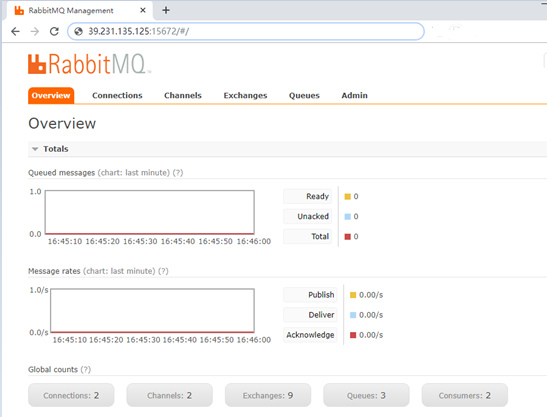 RabbitMQ Management
39.231.135.125:15672/#/
RabbitMQ
Overview Connections Channels Exchanges Queues Admin
Overview
Totals
Queued messages (chart: last minute) (?)
1.0
0.0
16:45:10 16:45:20 16:45:30 16:45:40 16:45:50 16:46:00
Ready 0
Unacked 0
Total 0
Message rates (chart: last minute) (?)
1.0/s
0.0/s
16:45:10 16:45:20 16:45:30 16:45:40 16:45:50 16:46:00
Publish 0.00/s
Deliver 0.00/s
Acknowledge 0.00/s
Global counts (?)
Connections: 2 Channels: 2 Exchanges: 9 Queues: 3 Consumers: 2